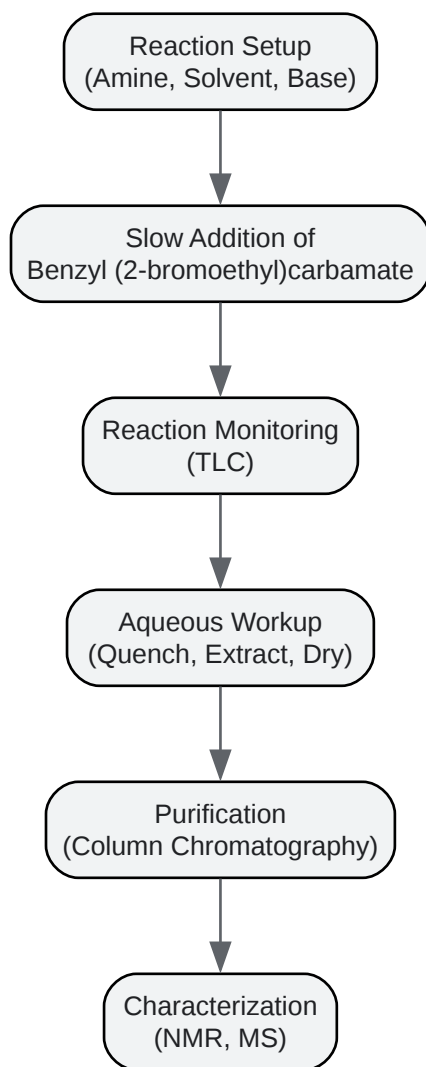 Reaction Setup
(Amine, Solvent, Base)
Slow Addition of
Benzyl (2-bromoethyl)carbamate
Reaction Monitoring
(TLC)
Aqueous Workup
(Quench, Extract, Dry)
Purification
(Column Chromatography)
Characterization
(NMR, MS)